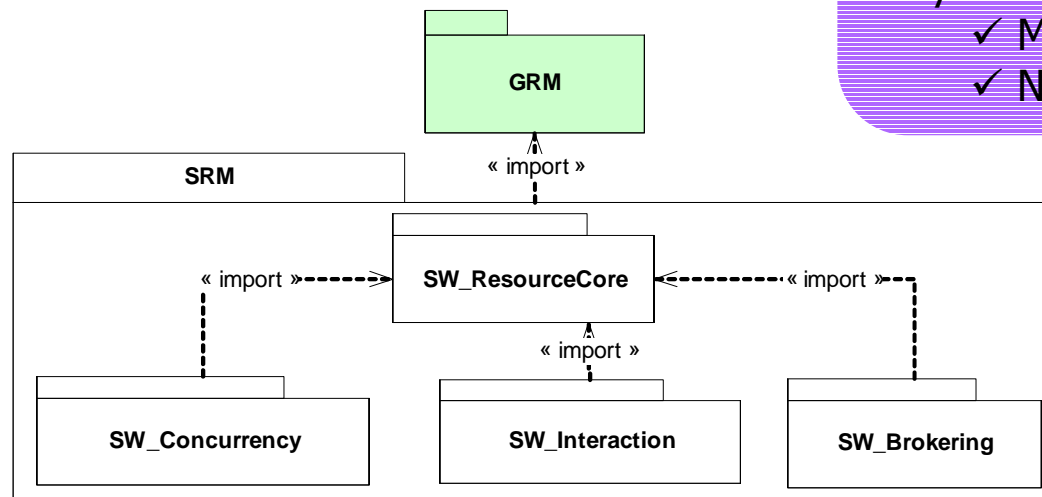 ✓ M
✓ N
GRM
« import »
SRM
SW_ResourceCore
« import »
« import »
« import »
SW_Concurrency
SW_Interaction
SW_Brokering